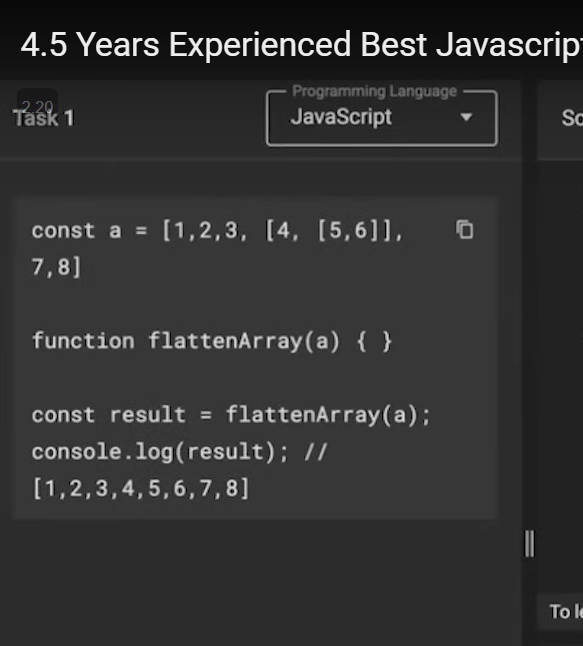 4.5 Years Experienced Best Javascrip
2.20
Task 1
Programming Language
JavaScript
Sc
const a = [1,2,3, [4, [5,6]],
7,8]
function flattenArray(a) { }
const result = flattenArray(a);
console.log(result); //
[1,2,3,4,5,6,7,8]
To le